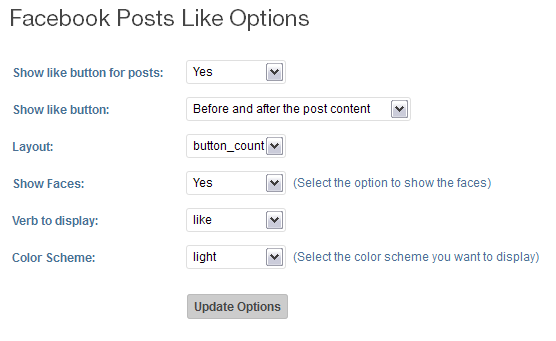 Facebook Posts Like Options
Show like button for posts: Yes
Show like button: Before and after the post content
Layout: button_count
Show Faces: Yes (Select the option to show the faces)
Verb to display: like
Color Scheme: light (Select the color scheme you want to display)
Update Options